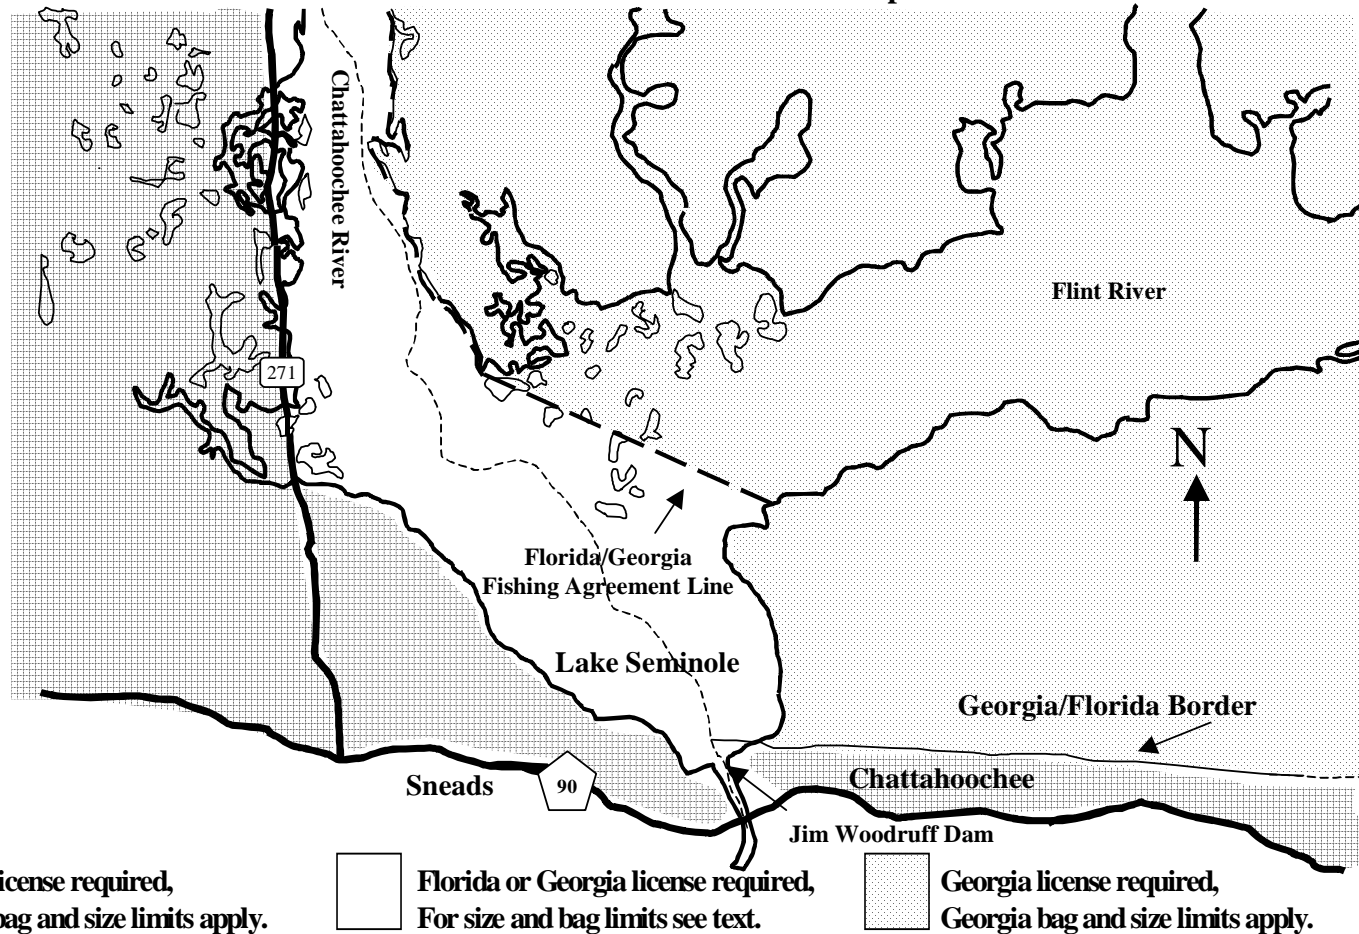 Chattahoochee River
Flint River
271
N
Florida/Georgia
Fishing Agreement Line
Lake Seminole
Georgia/Florida Border
Sneads
90
Chattahoochee
Jim Woodruff Dam
license required,
bag and size limits apply.
Florida or Georgia license required,
For size and bag limits see text.
Georgia license required,
Georgia bag and size limits apply.